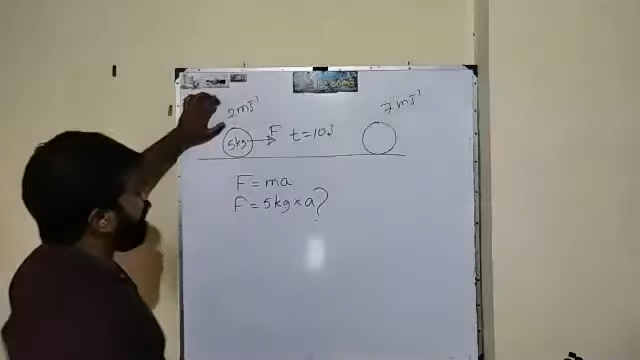 2ms⁻¹
7ms⁻¹
5kg F t=10s
F = ma
F = 5kg × a?